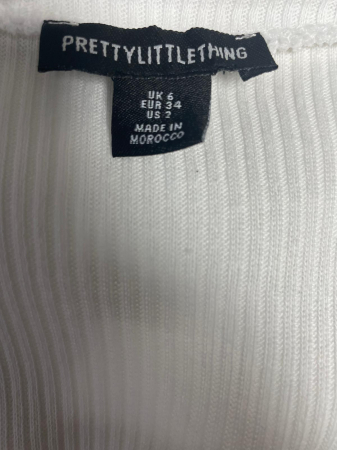 PRETTYLITTLETHING
UK 6
EUR 34
US 2
MADE IN
MOROCCO